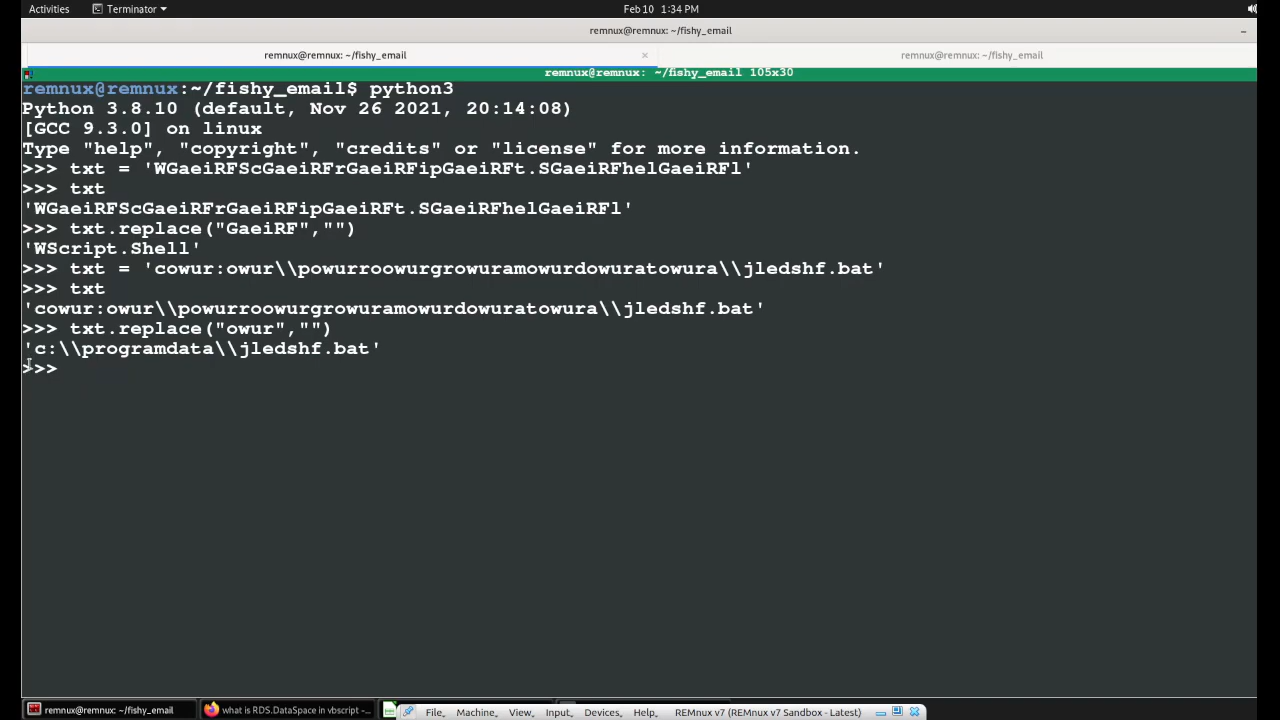 Activities Terminator Feb 10 1:34 PM
remnux@remnux: ~/fishy_email
remnux@remnux: ~/fishy_email × remnux@remnux: ~/fishy_email
remnux@remnux: ~/fishy_email 105x30
remnux@remnux:~/fishy_email$ python3
Python 3.8.10 (default, Nov 26 2021, 20:14:08)
[GCC 9.3.0] on linux
Type "help", "copyright", "credits" or "license" for more information.
>>> txt = 'WGaeiRFScGaeiRFrGaeiRFipGaeiRFt.SGaeiRFhelGaeiRFl'
>>> txt
'WGaeiRFScGaeiRFrGaeiRFipGaeiRFt.SGaeiRFhelGaeiRFl'
>>> txt.replace("GaeiRF","")
'WScript.Shell'
>>> txt = 'cowur:owur\\powurroowurgrowuramowurdowuratowura\\jledshf.bat'
>>> txt
'cowur:owur\\powurroowurgrowuramowurdowuratowura\\jledshf.bat'
>>> txt.replace("owur","")
'c:\\programdata\\jledshf.bat'
>>>
remnux@remnux: ~/fishy_email what is RDS.DataSpace in vbscript -... File Machine View Input Devices Help REMnux v7 (REMnux v7 Sandbox - Latest)